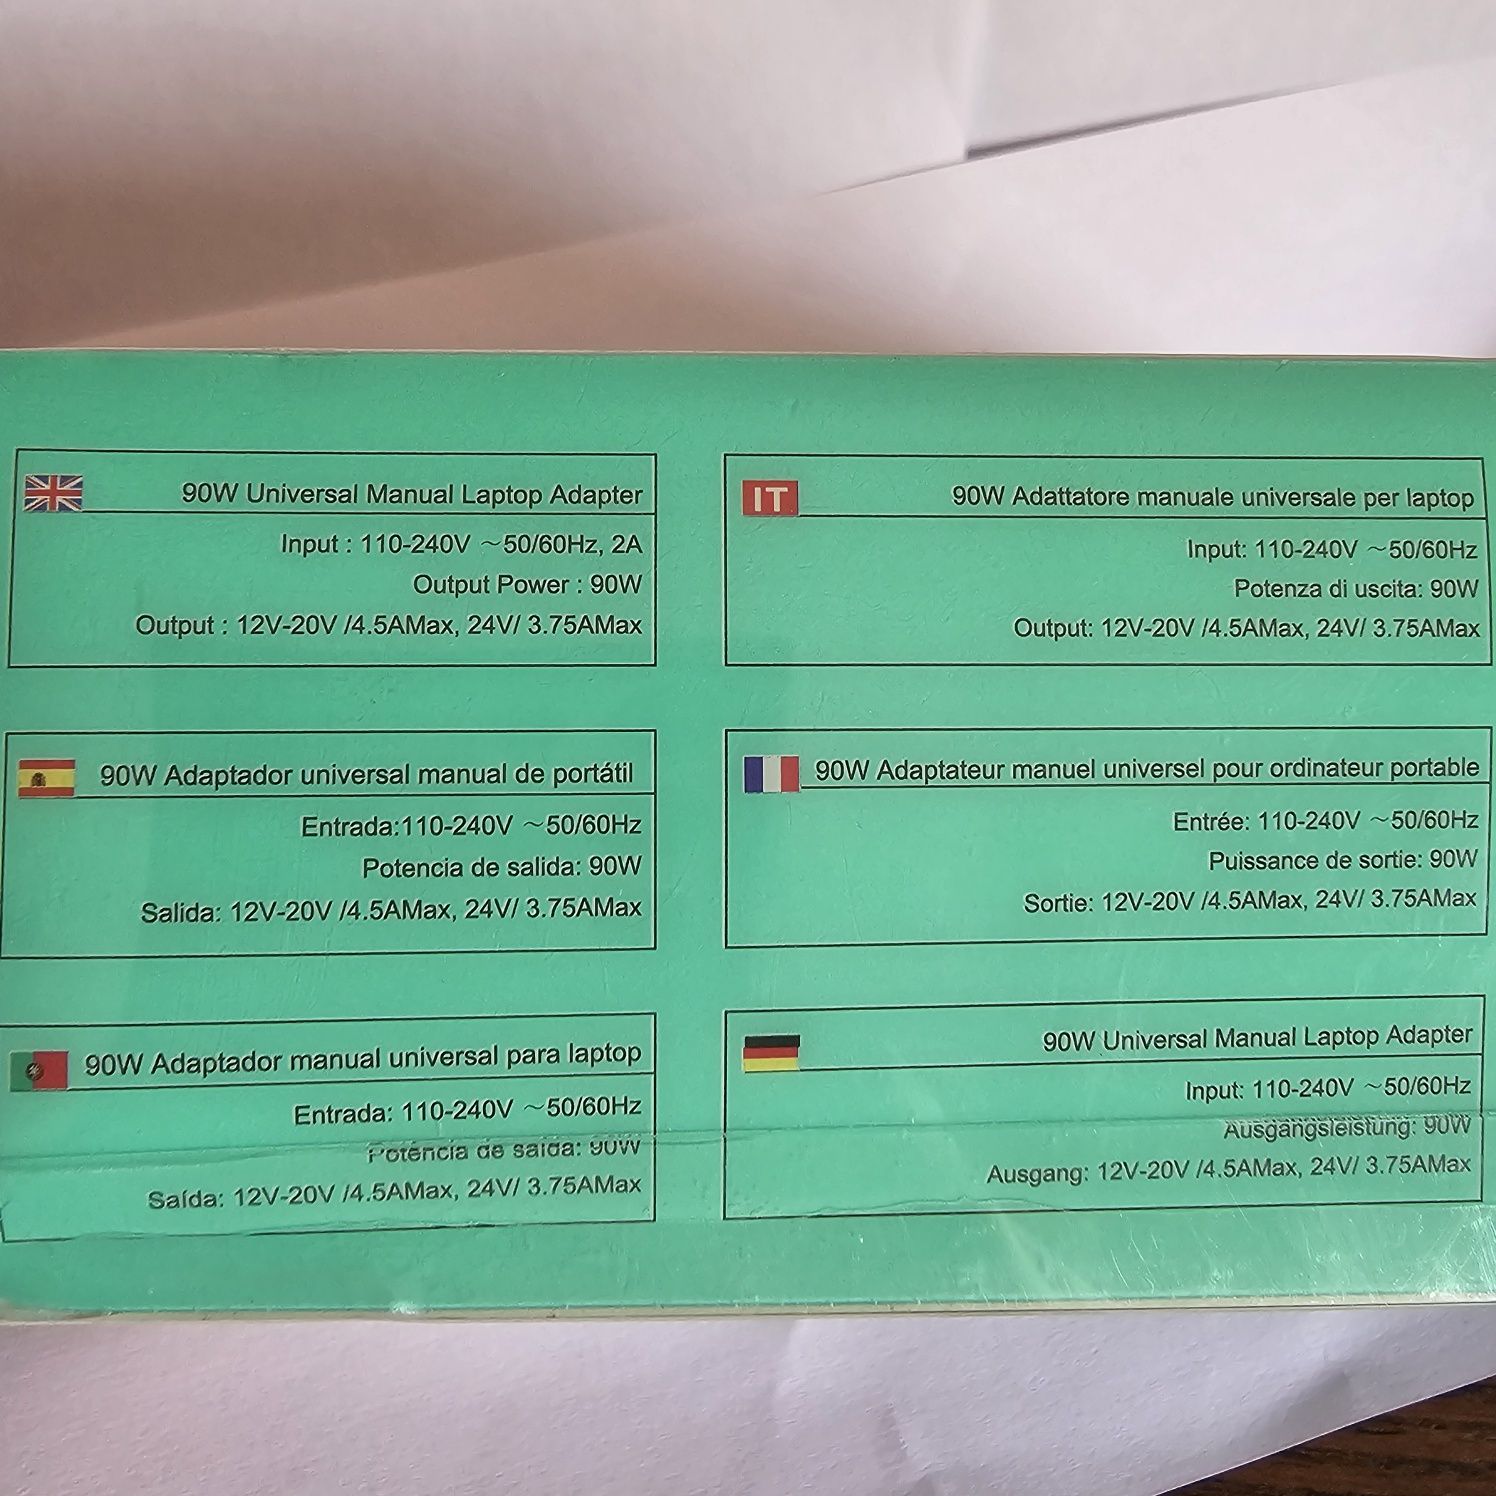 90W Universal Manual Laptop Adapter
Input : 110-240V ~50/60Hz, 2A
Output Power : 90W
Output : 12V-20V /4.5AMax, 24V/ 3.75AMax
IT
90W Adattatore manuale universale per laptop
Input: 110-240V ~50/60Hz
Potenza di uscita: 90W
Output: 12V-20V /4.5AMax, 24V/ 3.75AMax
90W Adaptador universal manual de portátil
Entrada:110-240V ~50/60Hz
Potencia de salida: 90W
Salida: 12V-20V /4.5AMax, 24V/ 3.75AMax
90W Adaptateur manuel universel pour ordinateur portable
Entrée: 110-240V ~50/60Hz
Puissance de sortie: 90W
Sortie: 12V-20V /4.5AMax, 24V/ 3.75AMax
90W Adaptador manual universal para laptop
Entrada: 110-240V ~50/60Hz
Potência de saída: 90W
Saída: 12V-20V /4.5AMax, 24V/ 3.75AMax
90W Universal Manual Laptop Adapter
Input: 110-240V ~50/60Hz
Ausgangsleistung: 90W
Ausgang: 12V-20V /4.5AMax, 24V/ 3.75AMax